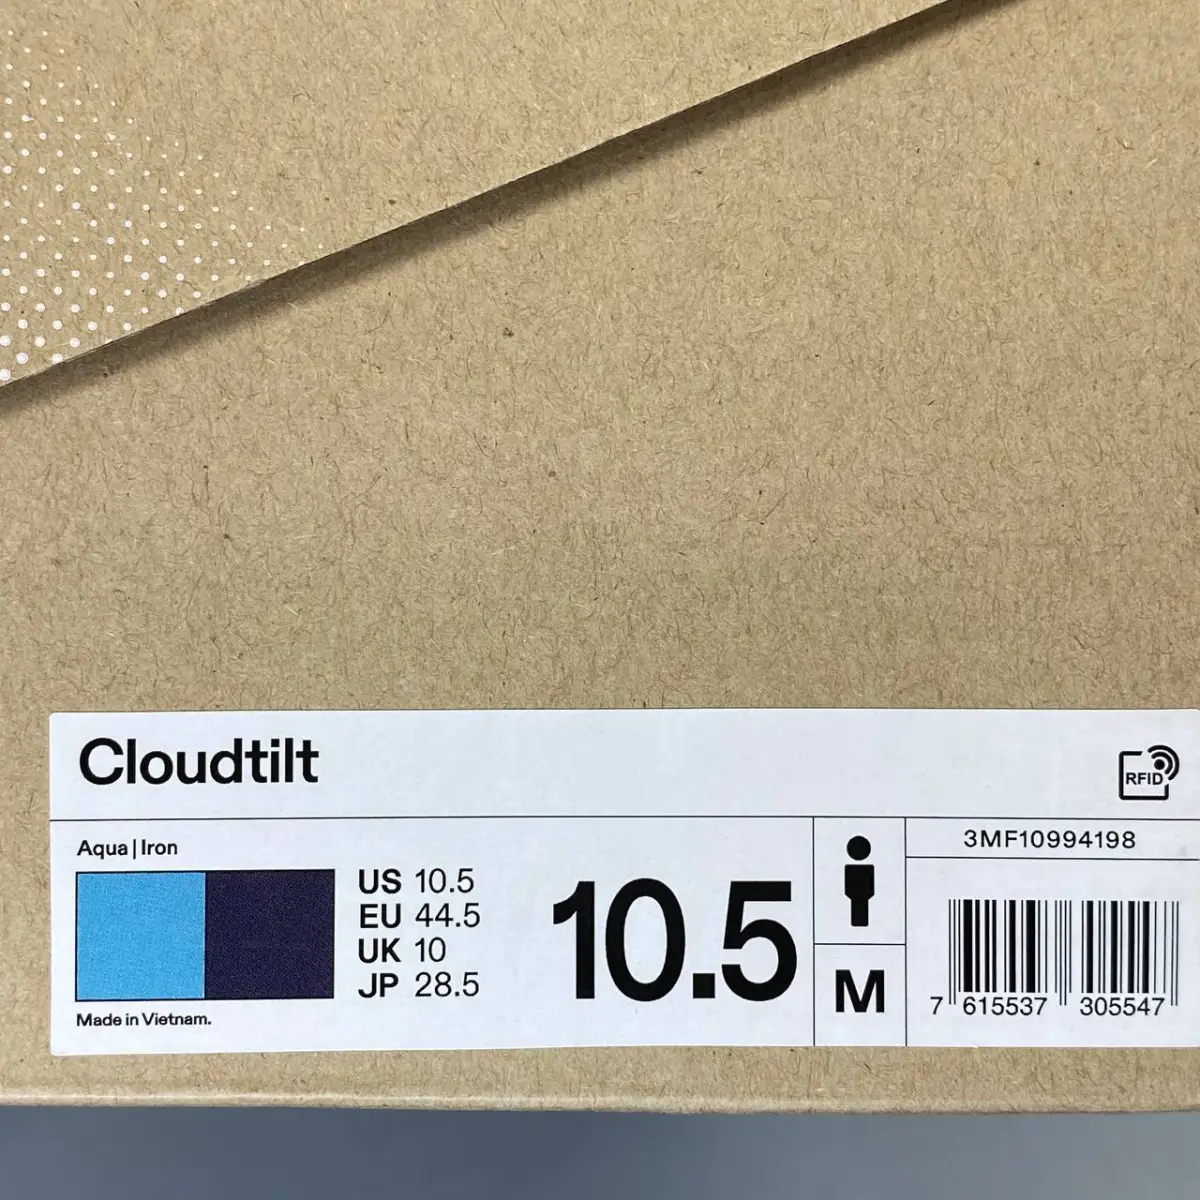 Cloudtilt
RFID
Aqua | Iron
US 10.5
EU 44.5
UK 10
JP 28.5
Made in Vietnam.
10.5
M
3MF10994198
7 615537 305547